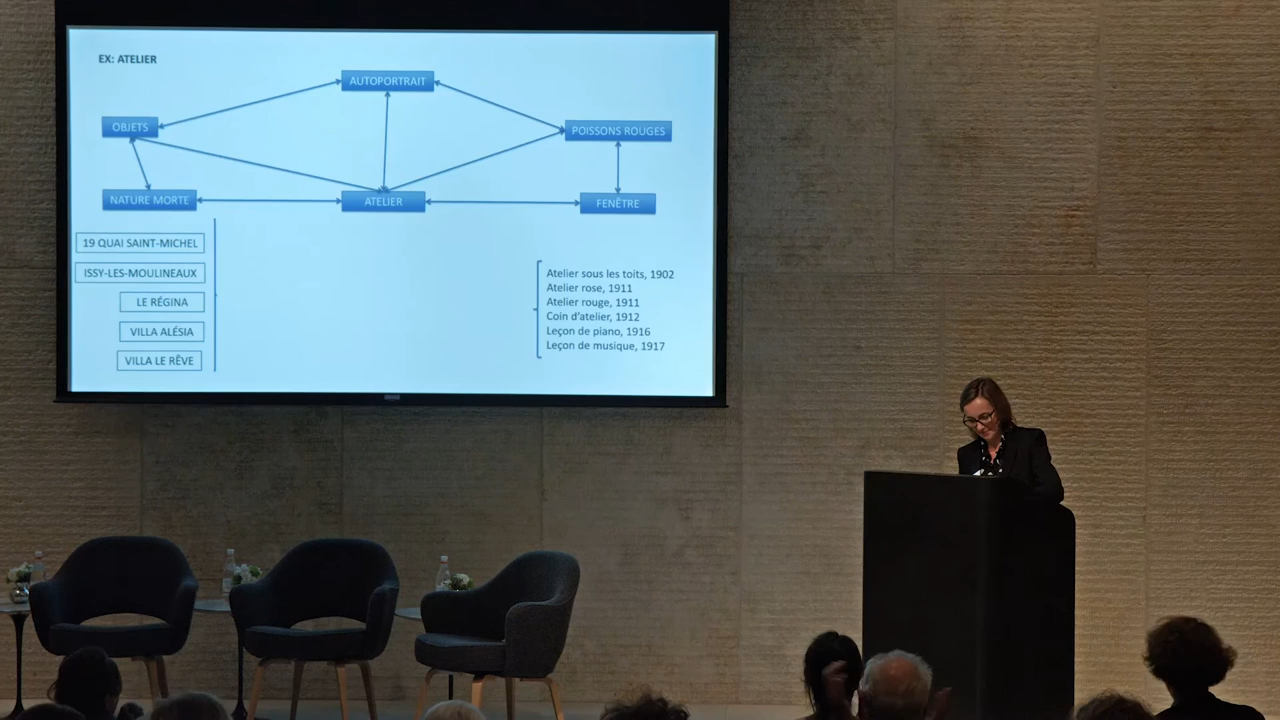 EX: ATELIER
AUTOPORTRAIT
OBJETS
POISSONS ROUGES
NATURE MORTE
ATELIER
FENÊTRE
19 QUAI SAINT-MICHEL
ISSY-LES-MOULINEAUX
LE RÉGINA
VILLA ALÉSIA
VILLA LE RÊVE
Atelier sous les toits, 1902
Atelier rose, 1911
Atelier rouge, 1911
Coin d'atelier, 1912
Leçon de piano, 1916
Leçon de musique, 1917